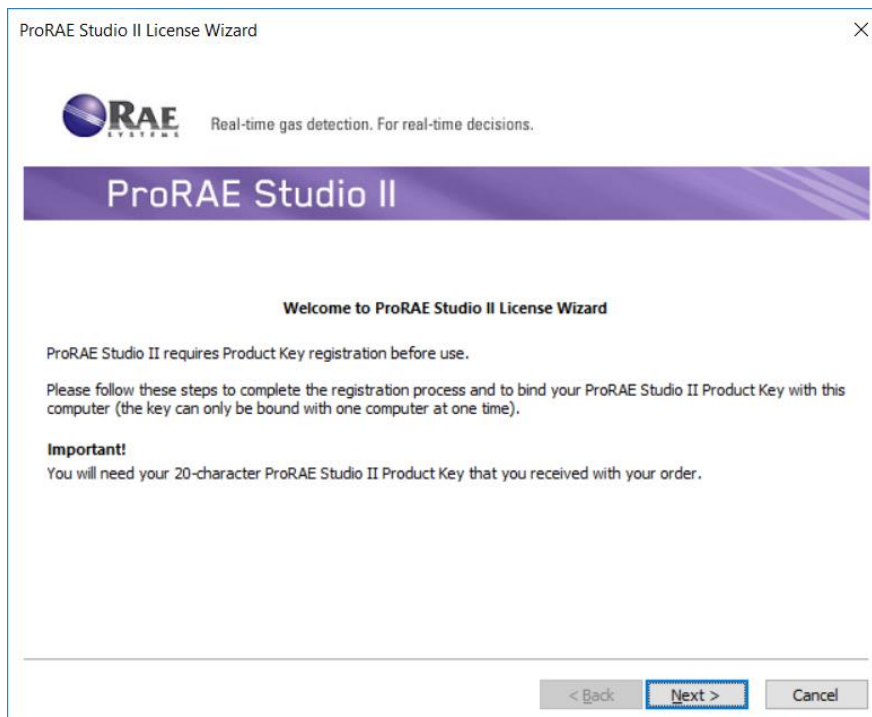 ProRAE Studio II License Wizard
RAE
SYSTEMS
Real-time gas detection. For real-time decisions.
ProRAE Studio II
Welcome to ProRAE Studio II License Wizard
ProRAE Studio II requires Product Key registration before use.
Please follow these steps to complete the registration process and to bind your ProRAE Studio II Product Key with this
computer (the key can only be bound with one computer at one time).
Important!
You will need your 20-character ProRAE Studio II Product Key that you received with your order.
< Back Next > Cancel